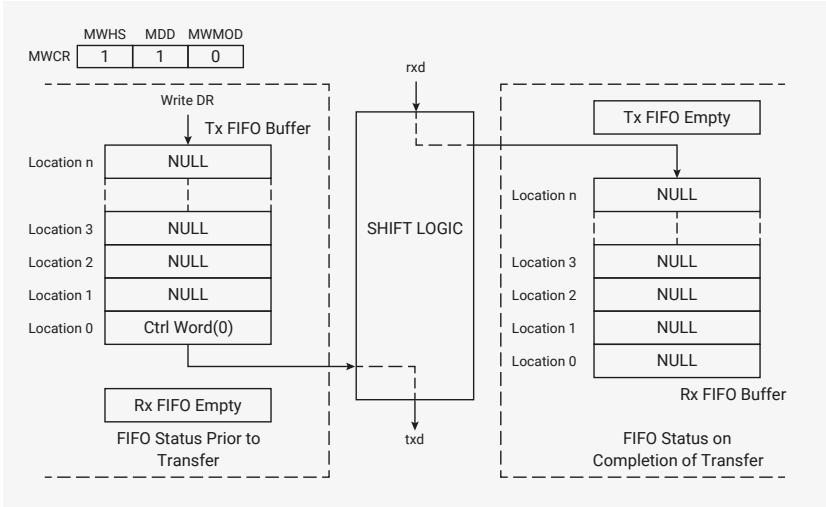 MWHS MDD MWMOD
MWCR 1 1 0
Write DR
Tx FIFO Buffer
Location n NULL
Location 3 NULL
Location 2 NULL
Location 1 NULL
Location 0 Ctrl Word(0)
Rx FIFO Empty
FIFO Status Prior to
Transfer
rxd
SHIFT LOGIC
txd
Tx FIFO Empty
Location n NULL
Location 3 NULL
Location 2 NULL
Location 1 NULL
Location 0 NULL
Rx FIFO Buffer
FIFO Status on
Completion of Transfer